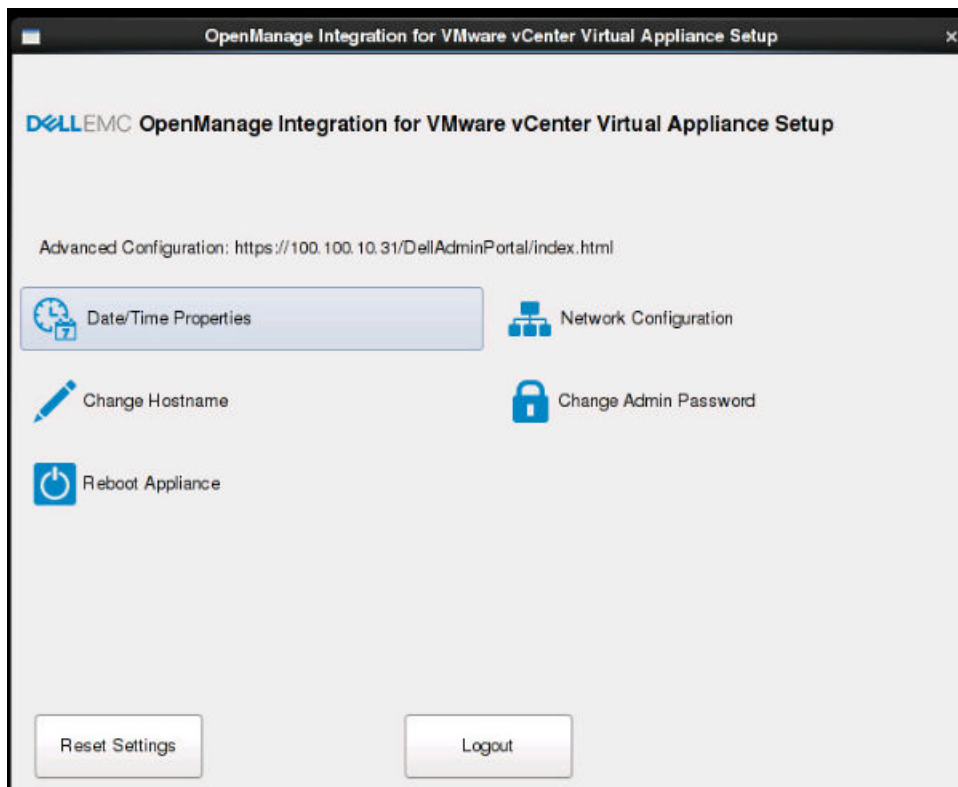 OpenManage Integration for VMware vCenter Virtual Appliance Setup
DELLEMC OpenManage Integration for VMware vCenter Virtual Appliance Setup
Advanced Configuration: https://100.100.10.31/DellAdminPortal/index.html
7 Date/Time Properties
Network Configuration
Change Hostname
Change Admin Password
Reboot Appliance
Reset Settings
Logout